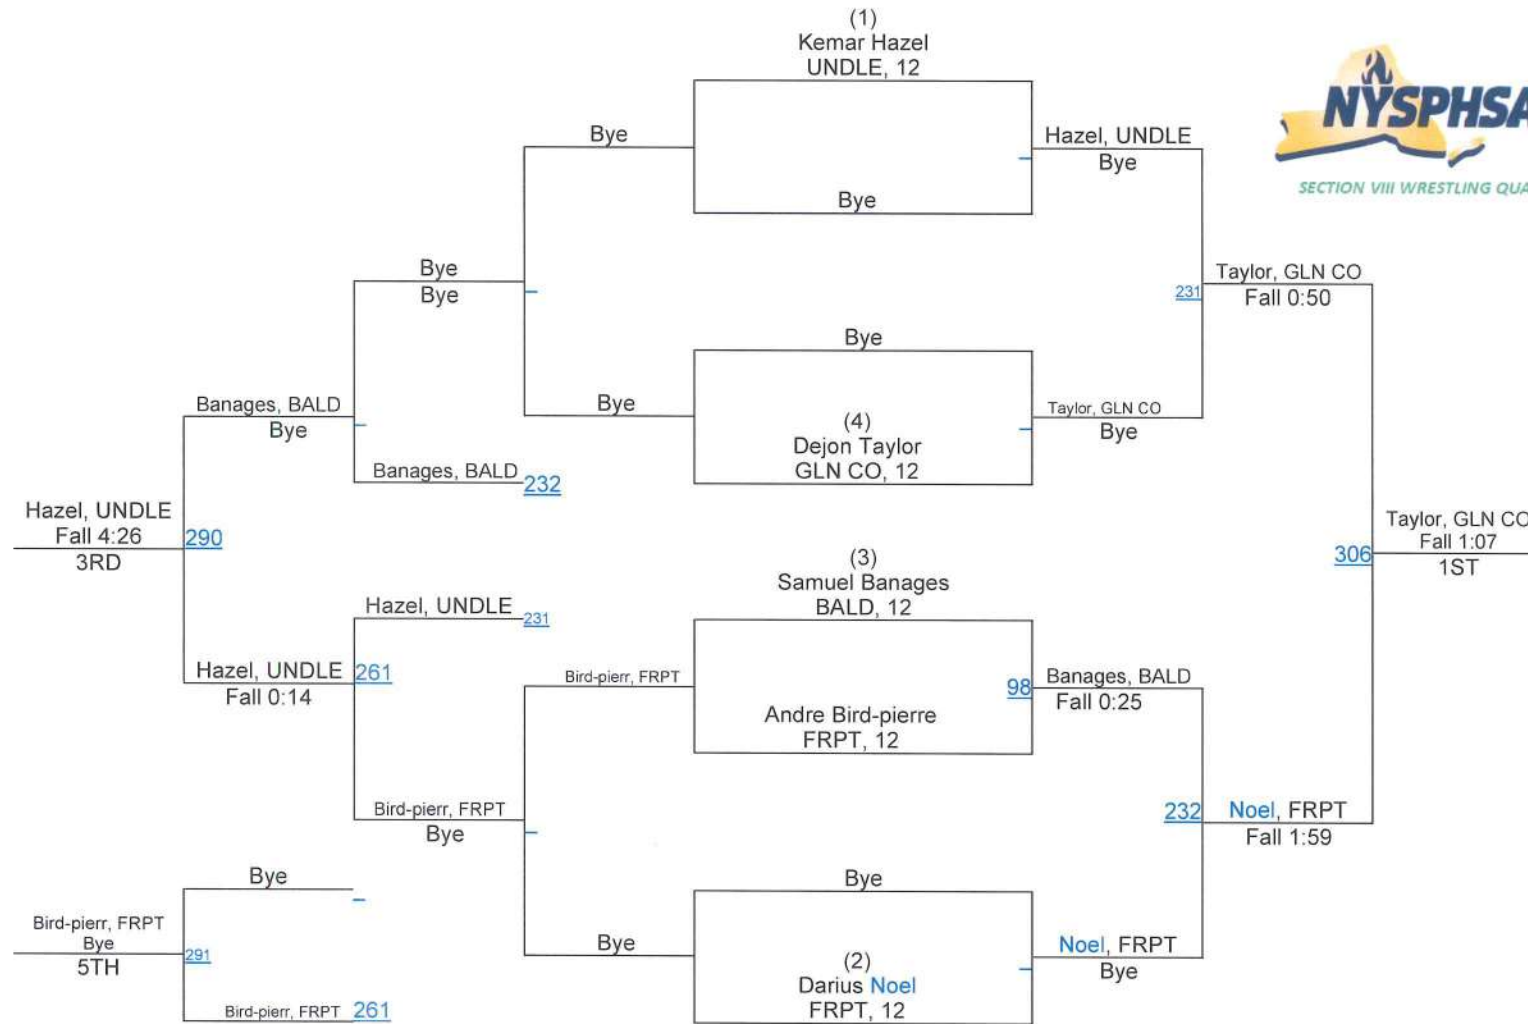 (1)
Kemar Hazel
UNDLE, 12
NYSPHSA
SECTION VIII WRESTLING QUA
Bye
Hazel, UNDLE
Bye
Bye
Bye
Bye
Taylor, GLN CO
231
Fall 0:50
Bye
Banages, BALD
Bye
Bye
(4)
Dejon Taylor
GLN CO, 12
Taylor, GLN CO
Bye
Banages, BALD
232
Hazel, UNDLE
Fall 4:26
3RD
290
Taylor, GLN CO
Fall 1:07
1ST
306
(3)
Samuel Banages
BALD, 12
Hazel, UNDLE
231
Hazel, UNDLE
Fall 0:14
261
Bird-pierr, FRPT
98
Banages, BALD
Fall 0:25
Andre Bird-pierre
FRPT, 12
Bird-pierr, FRPT
Bye
232
Noel, FRPT
Fall 1:59
Bye
Bye
Bird-pierr, FRPT
Bye
5TH
291
Bye
(2)
Darius Noel
FRPT, 12
Noel, FRPT
Bye
Bird-pierr, FRPT
261